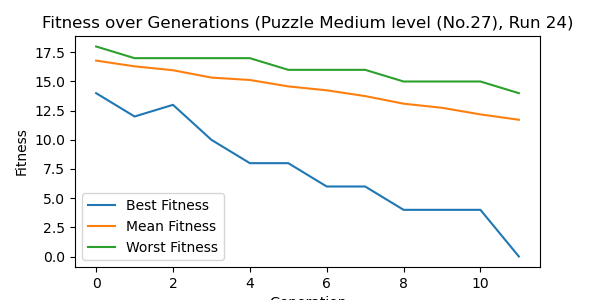 Fitness over Generations (Puzzle Medium level (No.27), Run 24)
17.5
15.0
12.5
10.0
7.5
5.0
2.5
0.0
Fitness
Best Fitness
Mean Fitness
Worst Fitness
0 2 4 6 8 10
Generation